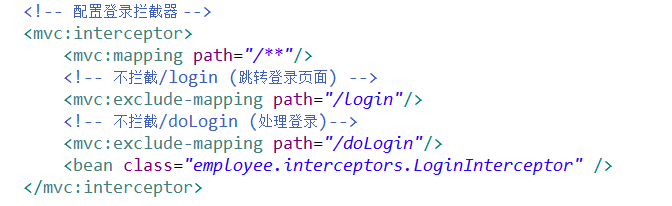 <!-- 配置登录拦截器 -->
<mvc:interceptor>
<mvc:mapping path="/**"/>
<!-- 不拦截/login (跳转登录页面) -->
<mvc:exclude-mapping path="/login"/>
<!-- 不拦截/doLogin (处理登录)-->
<mvc:exclude-mapping path="/doLogin"/>
<bean class="employee.interceptors.LoginInterceptor" />
</mvc:interceptor>